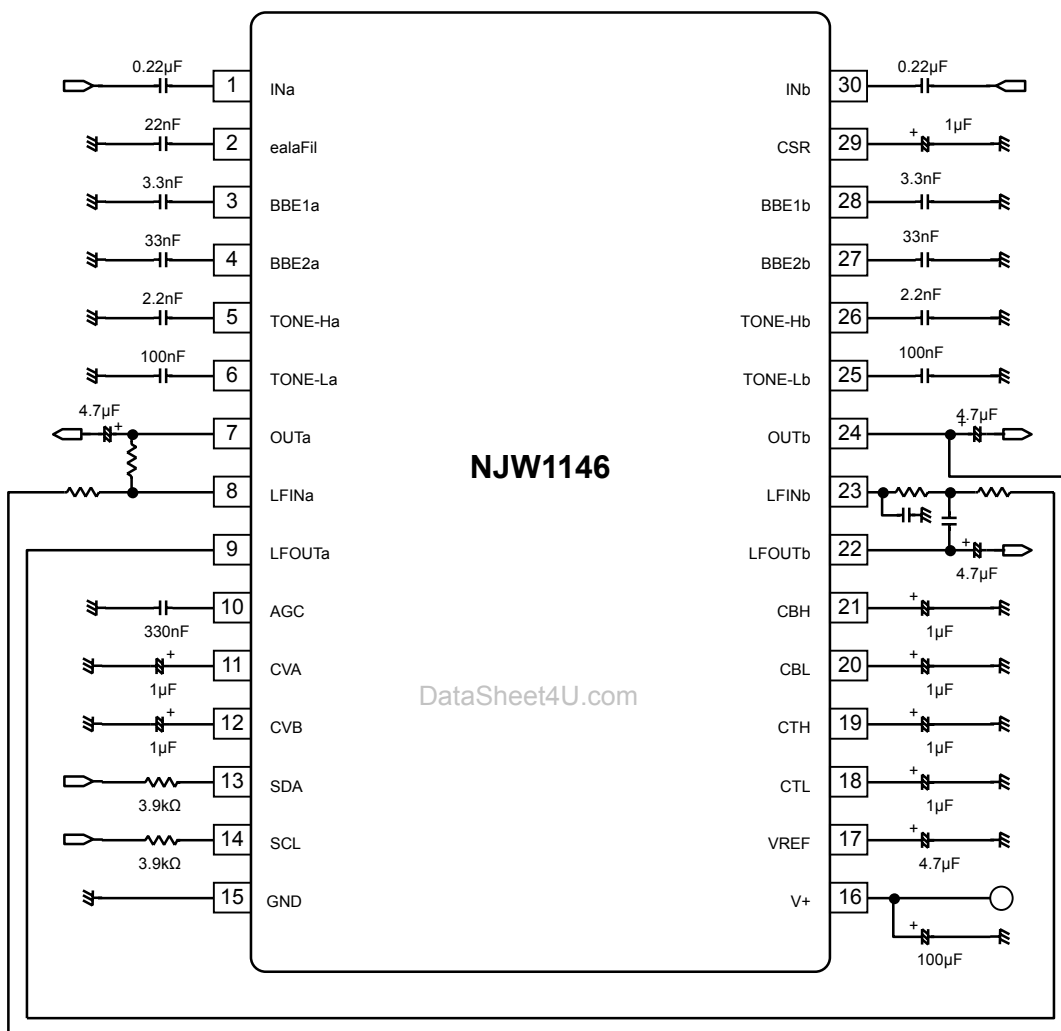 0.22µF 1 INa INb 30 0.22µF
22nF 2 ealaFil CSR 29 + 1µF
3.3nF 3 BBE1a BBE1b 28 3.3nF
33nF 4 BBE2a BBE2b 27 33nF
2.2nF 5 TONE-Ha TONE-Hb 26 2.2nF
100nF 6 TONE-La TONE-Lb 25 100nF
4.7µF + 7 OUTa OUTb 24 + 4.7µF
NJW1146
8 LFINa LFINb 23
9 LFOUTa LFOUTb 22 + 4.7µF
330nF 10 AGC CBH 21 + 1µF
+ 1µF 11 CVA CBL 20 + 1µF
DataSheet4U.com
+ 1µF 12 CVB CTH 19 + 1µF
3.9kΩ 13 SDA CTL 18 + 1µF
3.9kΩ 14 SCL VREF 17 + 4.7µF
15 GND V+ 16
+ 100µF